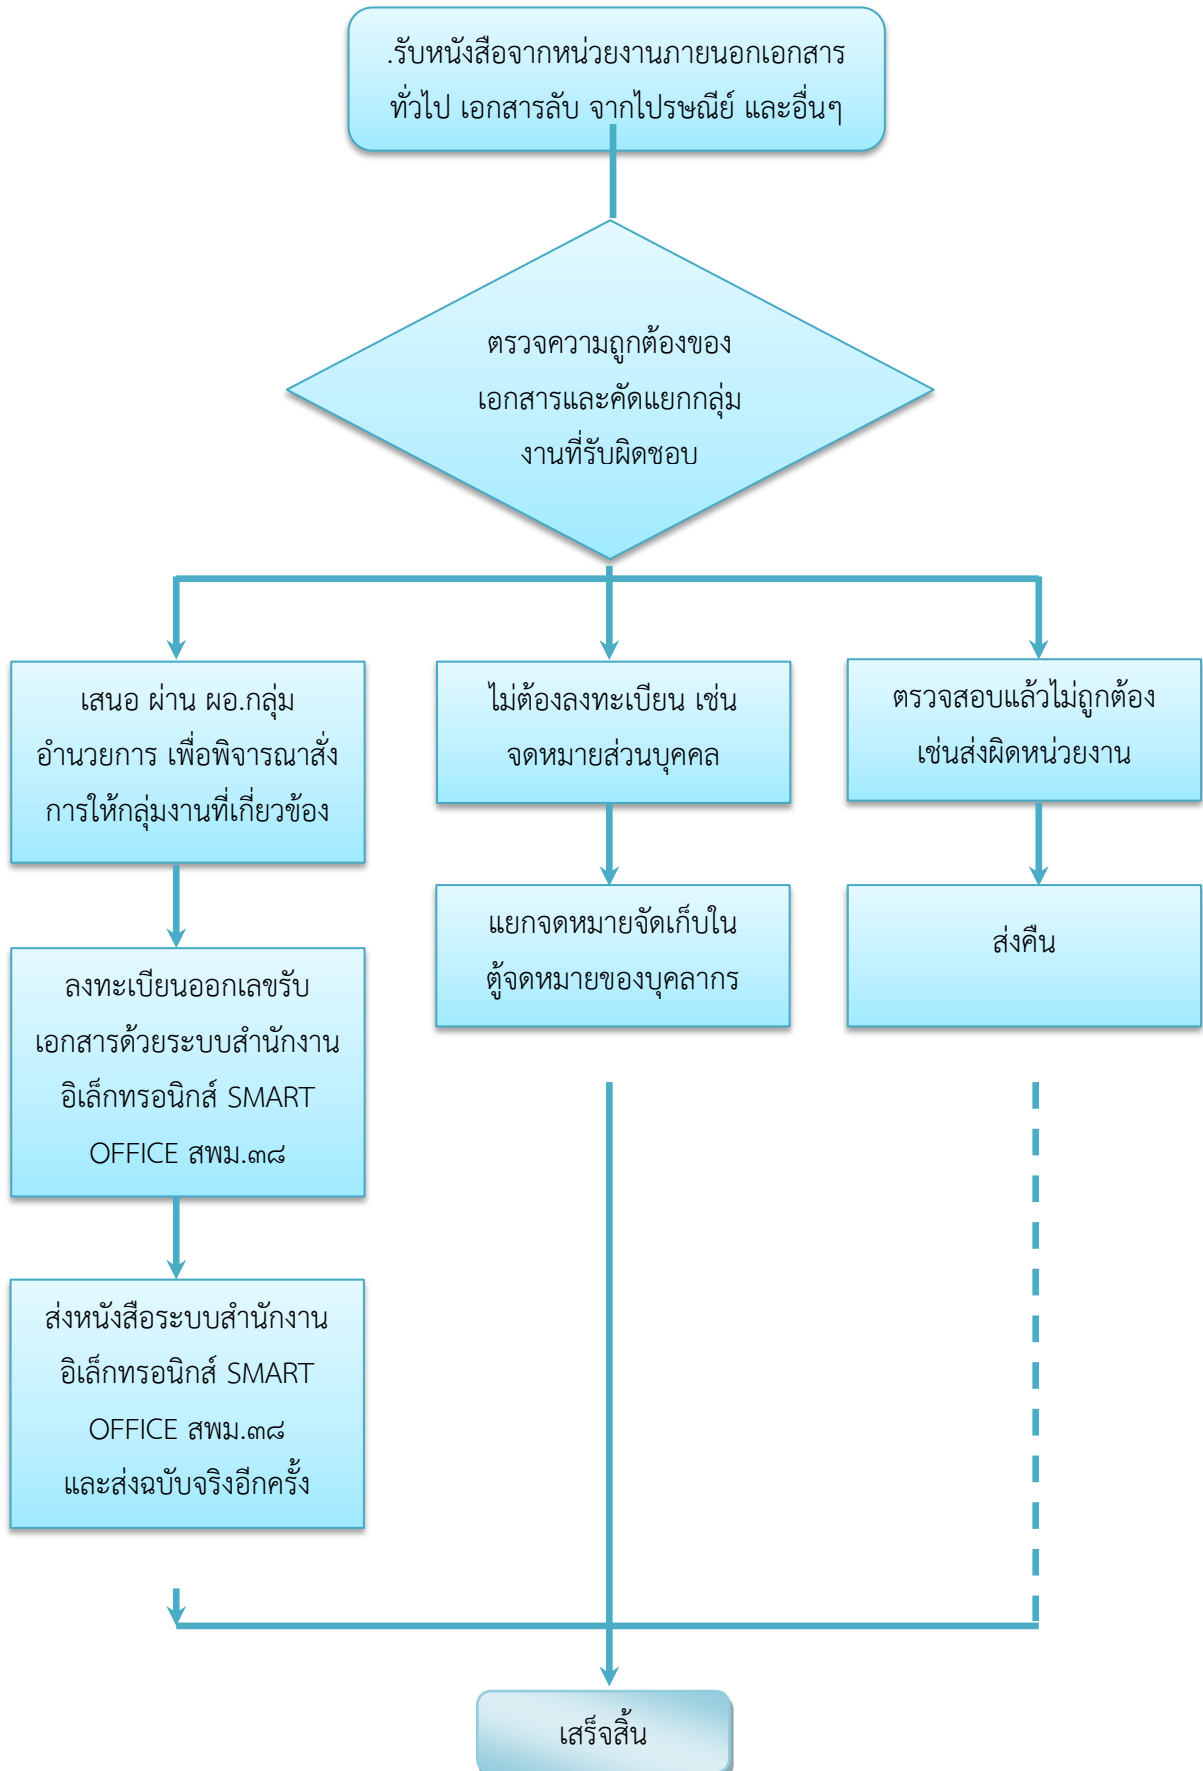 .รับหนังสือจากหน่วยงานภายนอกเอกสาร
ทั่วไป เอกสารลับ จากไปรษณีย์ และอื่นๆ
ตรวจความถูกต้องของ
เอกสารและคัดแยกกลุ่ม
งานที่รับผิดชอบ
เสนอ ผ่าน ผอ.กลุ่ม
อำนวยการ เพื่อพิจารณาสั่ง
การให้กลุ่มงานที่เกี่ยวข้อง
ไม่ต้องลงทะเบียน เช่น
จดหมายส่วนบุคคล
ตรวจสอบแล้วไม่ถูกต้อง
เช่นส่งผิดหน่วยงาน
แยกจดหมายจัดเก็บใน
ตู้จดหมายของบุคลากร
ส่งคืน
ลงทะเบียนออกเลขรับ
เอกสารด้วยระบบสำนักงาน
อิเล็กทรอนิกส์ SMART
OFFICE สพม.๓๘
ส่งหนังสือระบบสำนักงาน
อิเล็กทรอนิกส์ SMART
OFFICE สพม.๓๘
และส่งฉบับจริงอีกครั้ง
เสร็จสิ้น